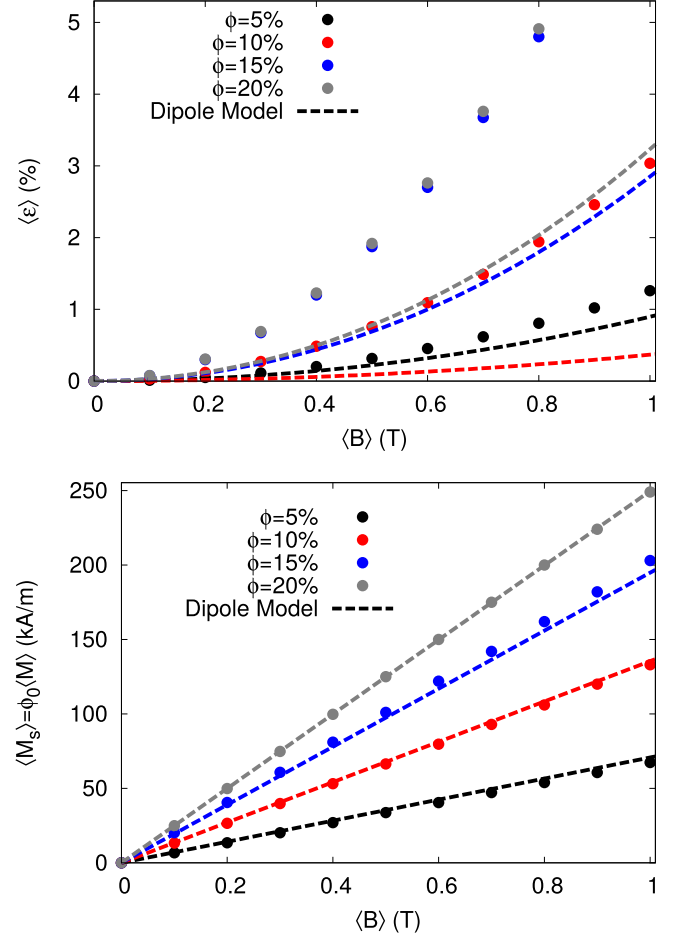 5
4
3
2
1
0
⟨ε⟩ (%)
ϕ=5%
ϕ=10%
ϕ=15%
ϕ=20%
Dipole Model
0 0.2 0.4 0.6 0.8 1
⟨B⟩ (T)
250
200
150
100
50
0
⟨Mₛ⟩=ϕ₀⟨M⟩ (kA/m)
ϕ=5%
ϕ=10%
ϕ=15%
ϕ=20%
Dipole Model
0 0.2 0.4 0.6 0.8 1
⟨B⟩ (T)